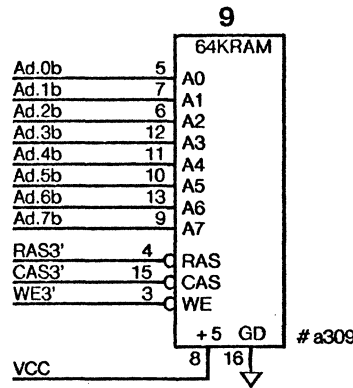 9
64KRAM
Ad.0b 5 A0
Ad.1b 7 A1
Ad.2b 6 A2
Ad.3b 12 A3
Ad.4b 11 A4
Ad.5b 10 A5
Ad.6b 13 A6
Ad.7b 9 A7
RAS3' 4 RAS
CAS3' 15 CAS
WE3' 3 WE
+5 GD #a309
8 16
VCC